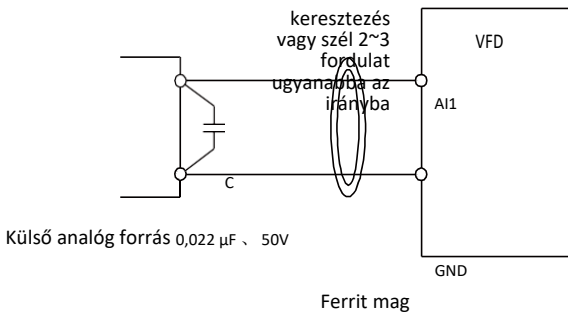 keresztezés
vagy szél 2~3
fordulat
ugyanabba az
irányba
VFD
AI1
C
Külső analóg forrás 0,022 µF 、 50V
GND
Ferrit mag